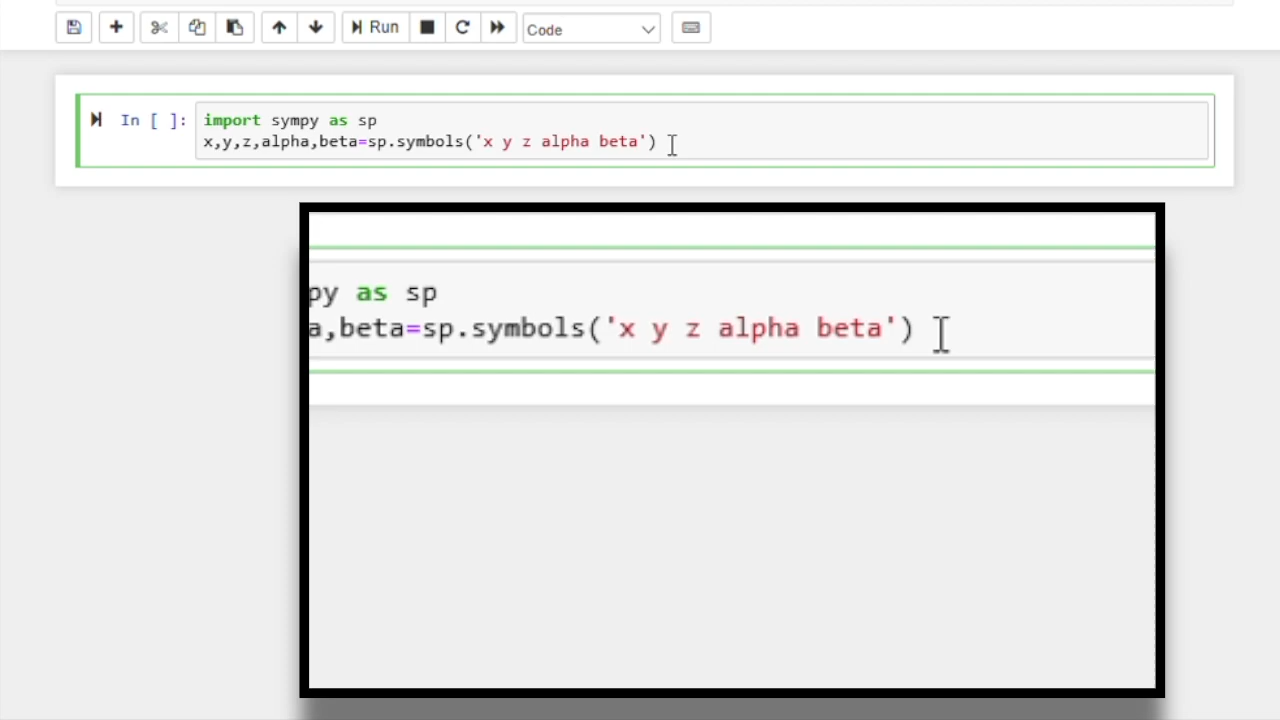 Run
Code
In [ ]:
import sympy as sp
x,y,z,alpha,beta=sp.symbols('x y z alpha beta')
py as sp
a,beta=sp.symbols('x y z alpha beta')